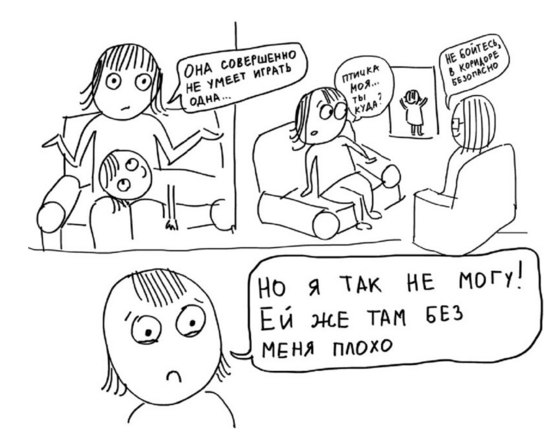 ОНА СОВЕРШЕННО
НЕ УМЕЕТ ИГРАТЬ
ОДНА...
ПТИЧКА
МОЯ...
ТЫ
КУДА?
НЕ БОЙТЕСЬ,
В КОРИДОРЕ
БЕЗОПАСНО
НО Я ТАК НЕ МОГУ!
ЕЙ ЖЕ ТАМ БЕЗ
МЕНЯ ПЛОХО